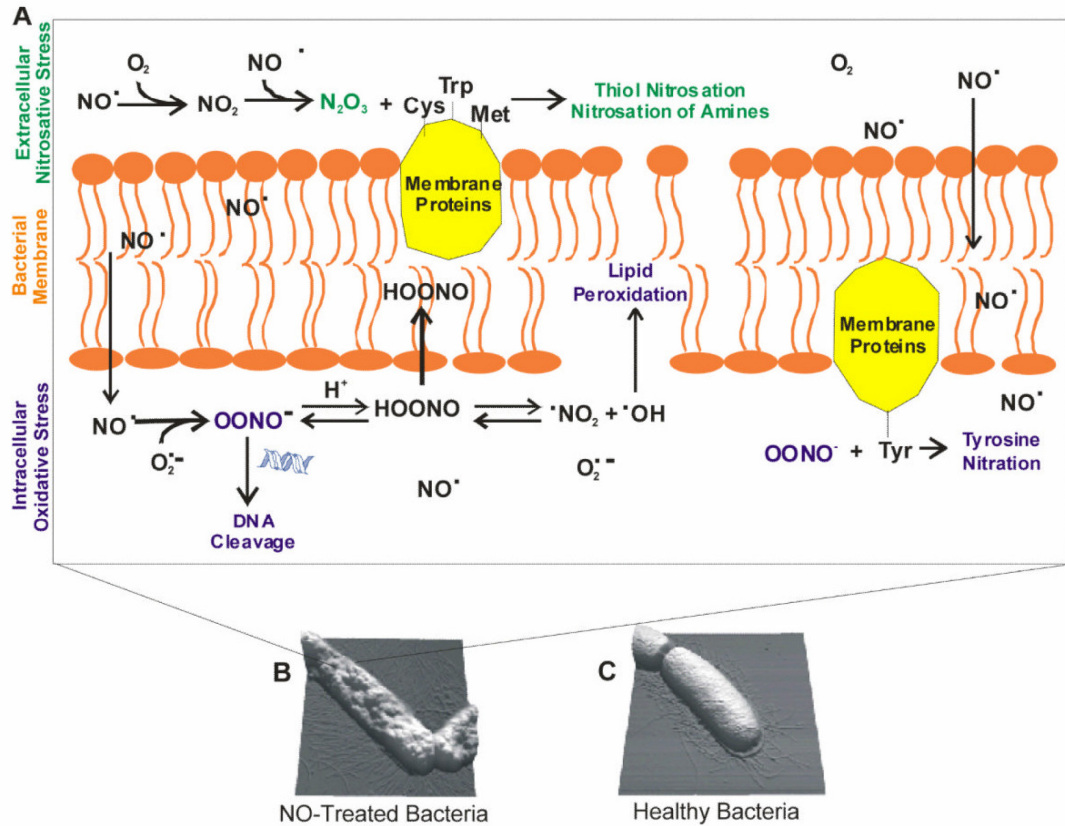 A
Extracellular
Nitrosative Stress
O₂
NO•
NO•
NO₂
N₂O₃
+
Cys
Trp
Met
Thiol Nitrosation
Nitrosation of Amines
O₂
NO•
NO•
Bacterial
Membrane
NO•
NO•
Membrane
Proteins
HOONO
Lipid
Peroxidation
Membrane
Proteins
NO•
Intracellular
Oxidative Stress
NO•
O₂•-
OONO-
H⁺
HOONO
•NO₂ + •OH
O₂•-
NO•
DNA
Cleavage
NO•
OONO- + Tyr
Tyrosine
Nitration
B
NO-Treated Bacteria
C
Healthy Bacteria